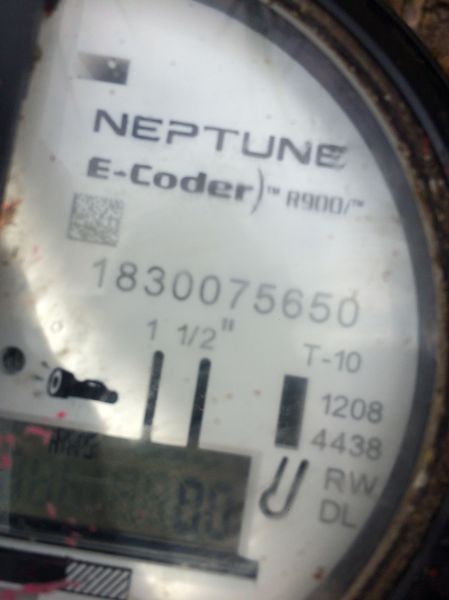 NEPTUNE
E-Coder)™ R900i™
1830075650
1 1/2"
T-10
1208
4438
RW
DL